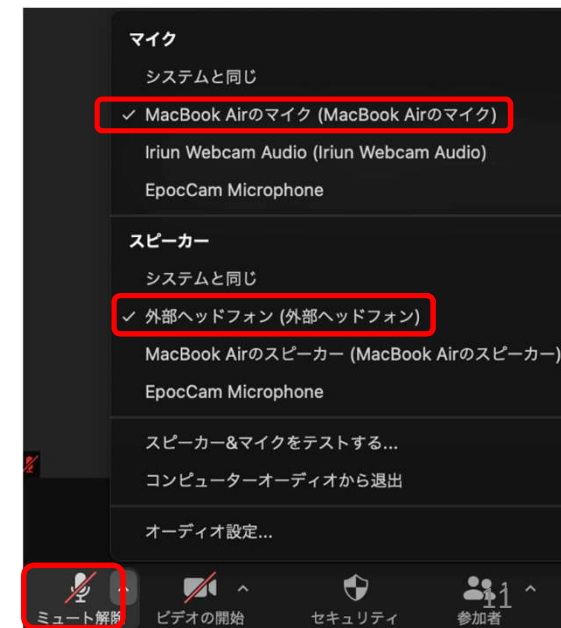 マイク
システムと同じ
✓ MacBook Airのマイク (MacBook Airのマイク)
Iriun Webcam Audio (Iriun Webcam Audio)
EpocCam Microphone
スピーカー
システムと同じ
✓ 外部ヘッドフォン (外部ヘッドフォン)
MacBook Airのスピーカー (MacBook Airのスピーカー)
EpocCam Microphone
スピーカー&マイクをテストする...
コンピューターオーディオから退出
オーディオ設定...
11
ミュート解除 ビデオの開始 セキュリティ 参加者